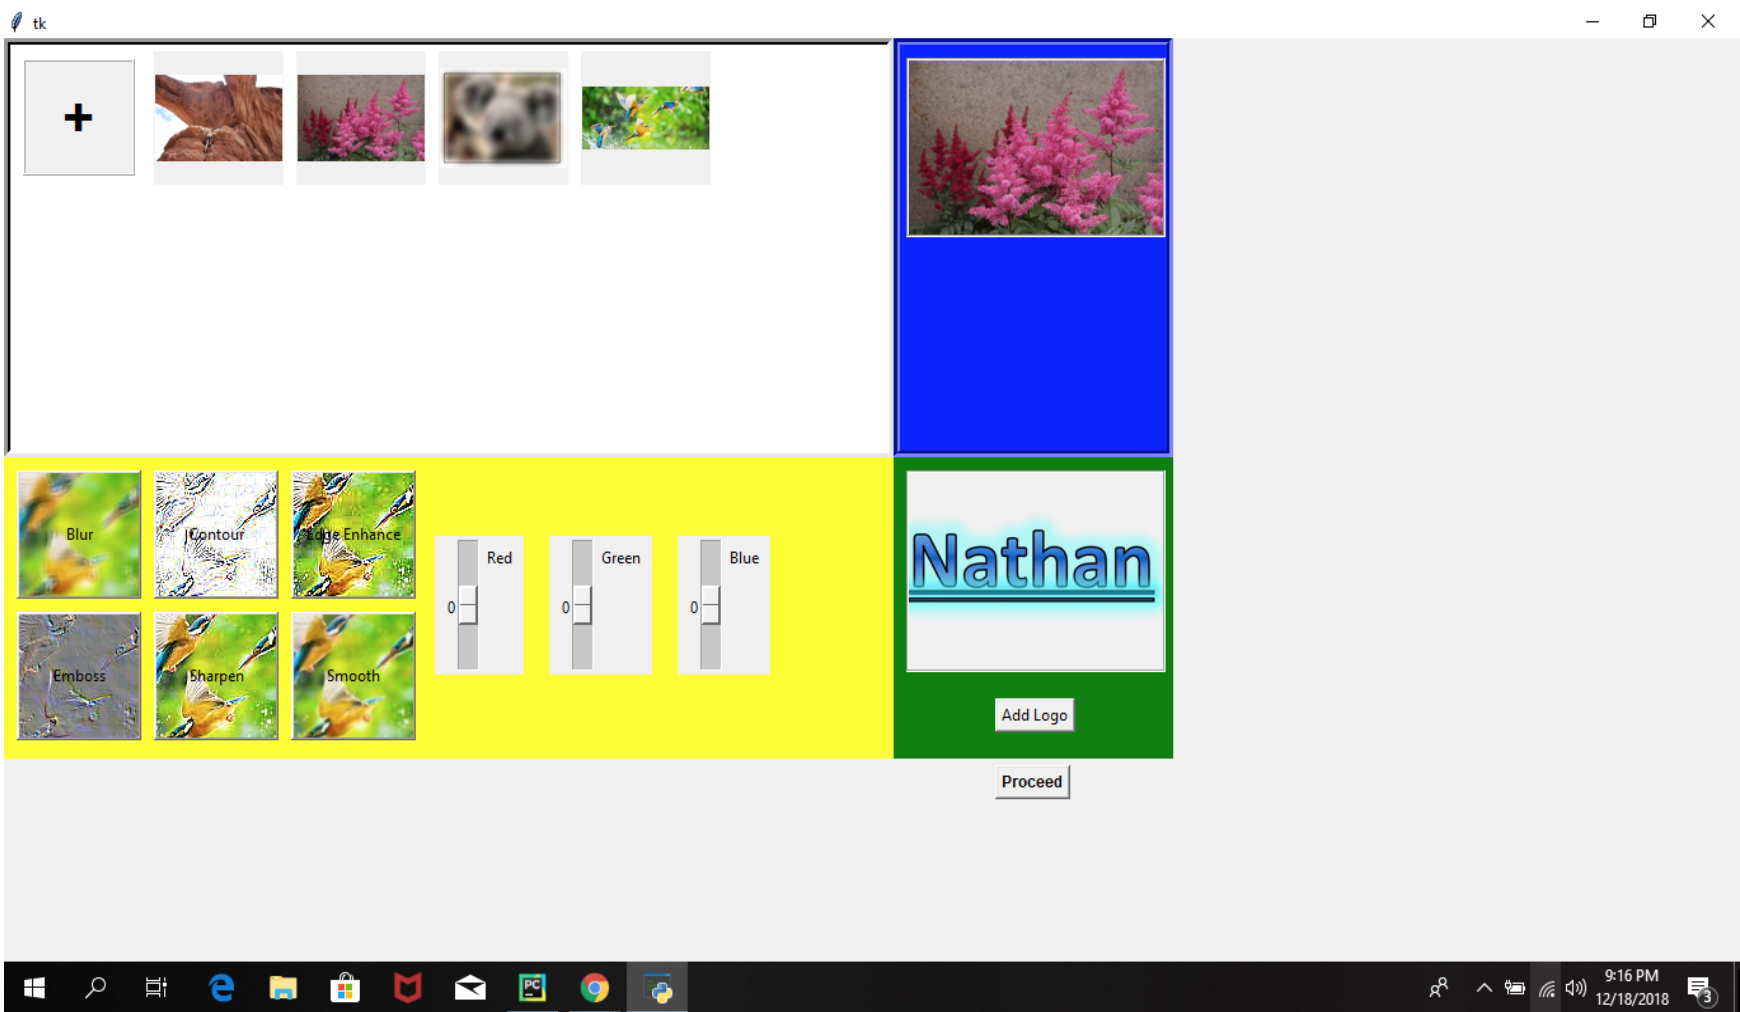 tk
+
Blur
Contour
Edge Enhance
Emboss
Sharpen
Smooth
0
Red
0
Green
0
Blue
Nathan
Add Logo
Proceed
PC
9:16 PM
12/18/2018
3